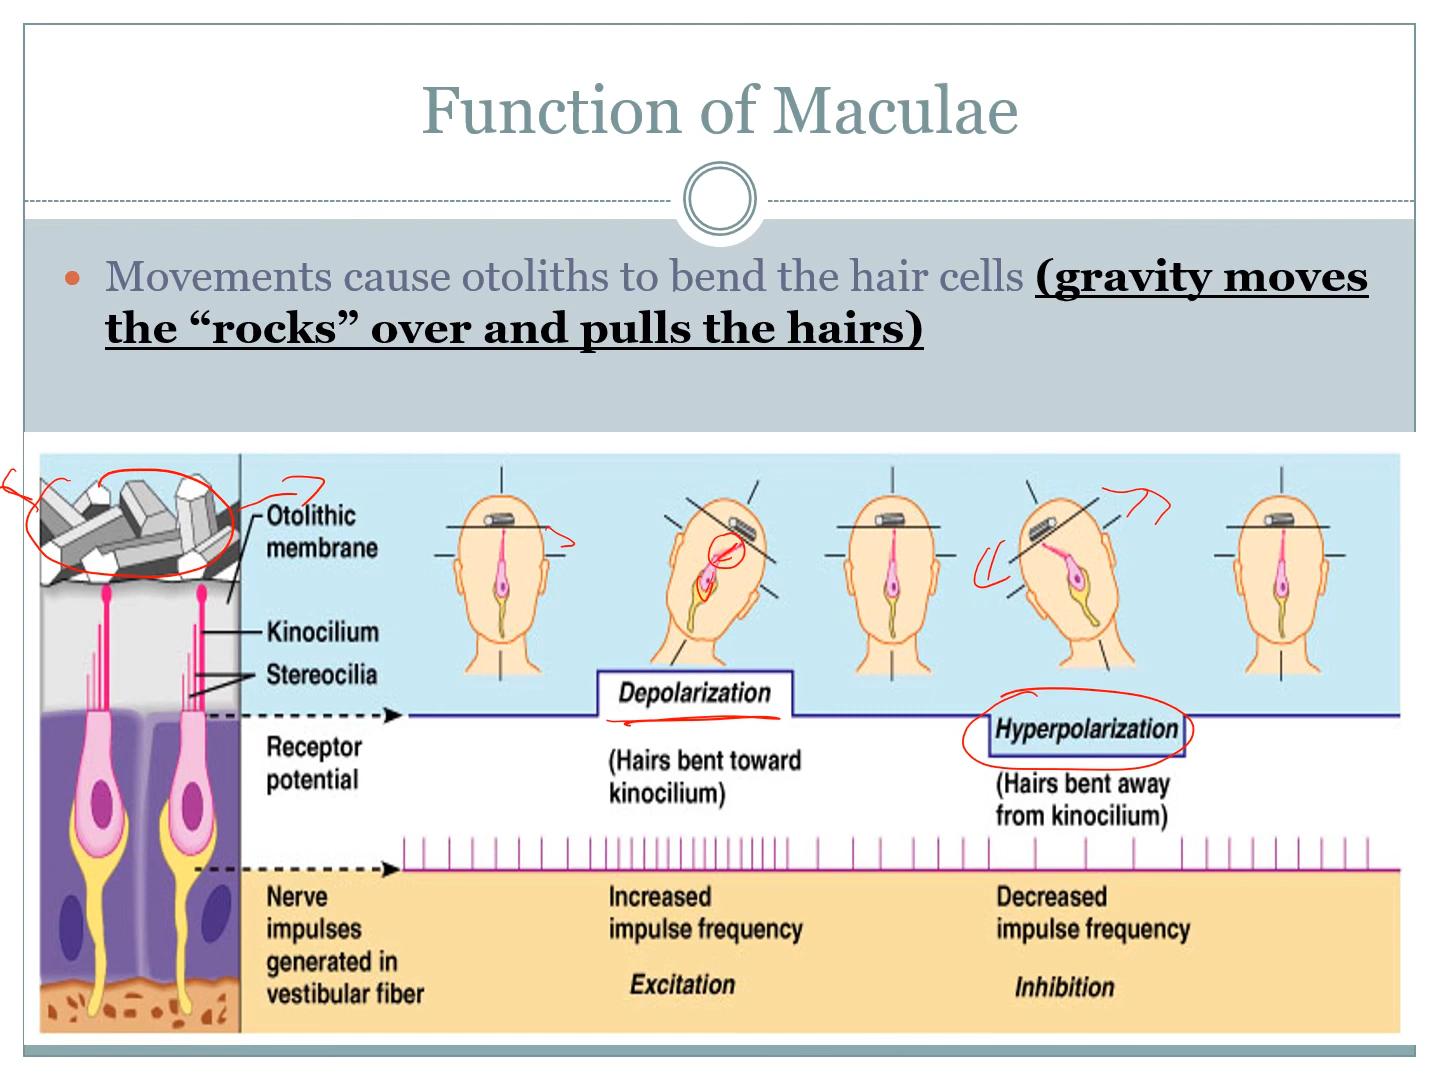 Function of Maculae
• Movements cause otoliths to bend the hair cells (gravity moves
the “rocks” over and pulls the hairs)
Otolithic
membrane
Kinocilium
Stereocilia
Depolarization
Hyperpolarization
Receptor
potential
(Hairs bent toward
kinocilium)
(Hairs bent away
from kinocilium)
Nerve
impulses
generated in
vestibular fiber
Increased
impulse frequency
Excitation
Decreased
impulse frequency
Inhibition